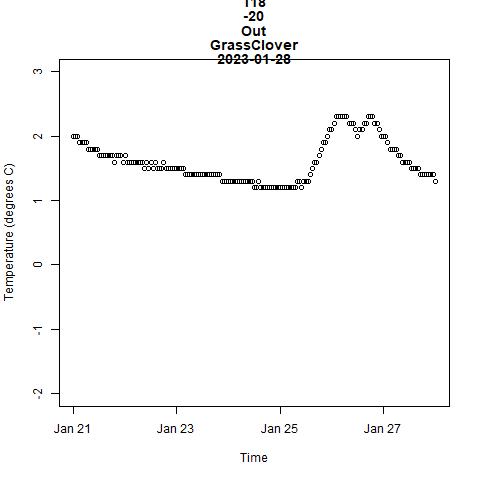 T18
-20
Out
GrassClover
2023-01-28
3
2
1
0
-1
-2
Temperature (degrees C)
Jan 21 Jan 23 Jan 25 Jan 27
Time